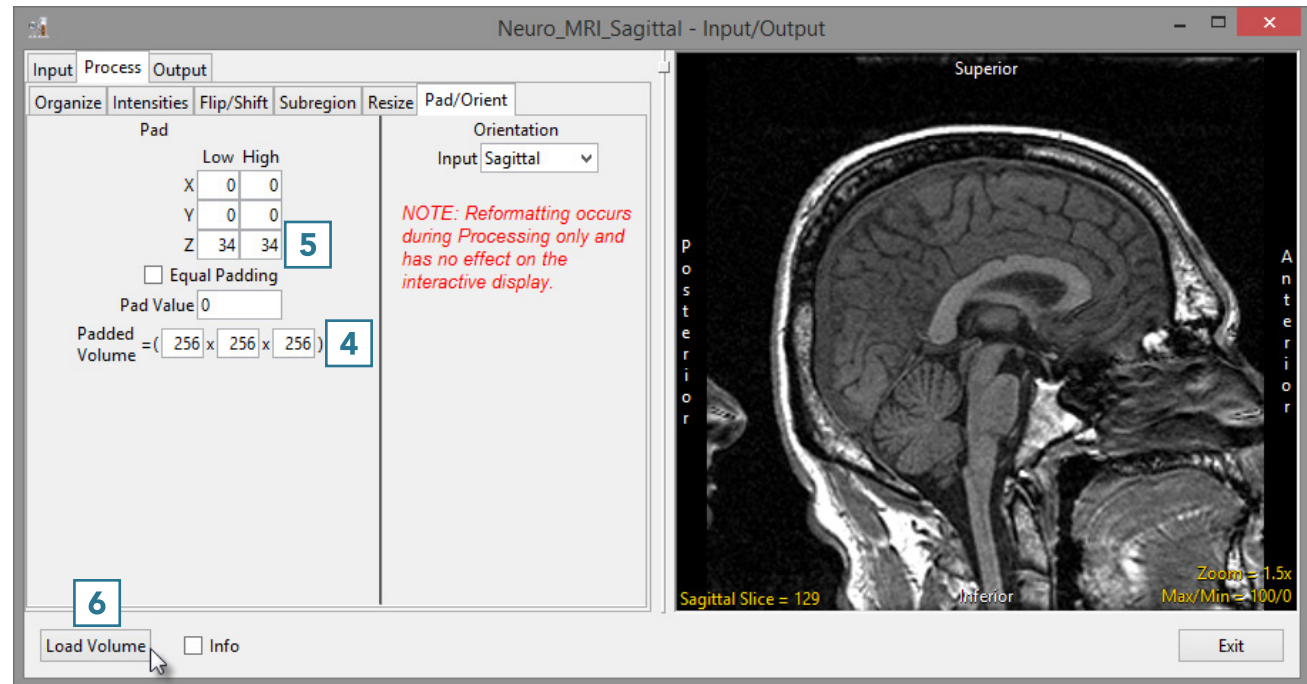 Neuro_MRI_Sagittal - Input/Output
Input Process Output
Organize Intensities Flip/Shift Subregion Resize Pad/Orient
Pad
Low High
X 0 0
Y 0 0
Z 34 34
5
Equal Padding
Pad Value 0
Padded Volume =( 256 x 256 x 256 )
4
Orientation
Input Sagittal
NOTE: Reformatting occurs
during Processing only and
has no effect on the
interactive display.
Superior
Posterior
Anterior
Zoom = 1.5x
Sagittal Slice = 129
Inferior
Max/Min = 100/0
6
Load Volume
Info
Exit